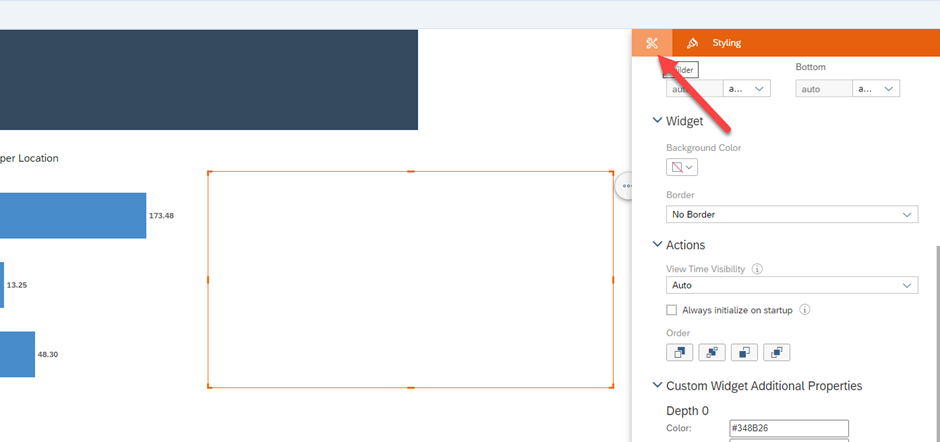 Styling
Bottom
auto a...
auto a...
Widget
Background Color
Border
No Border
Actions
View Time Visibility
Auto
Always initialize on startup
Order
Custom Widget Additional Properties
Depth 0
Color: #348B26
per Location
173.48
13.25
48.30